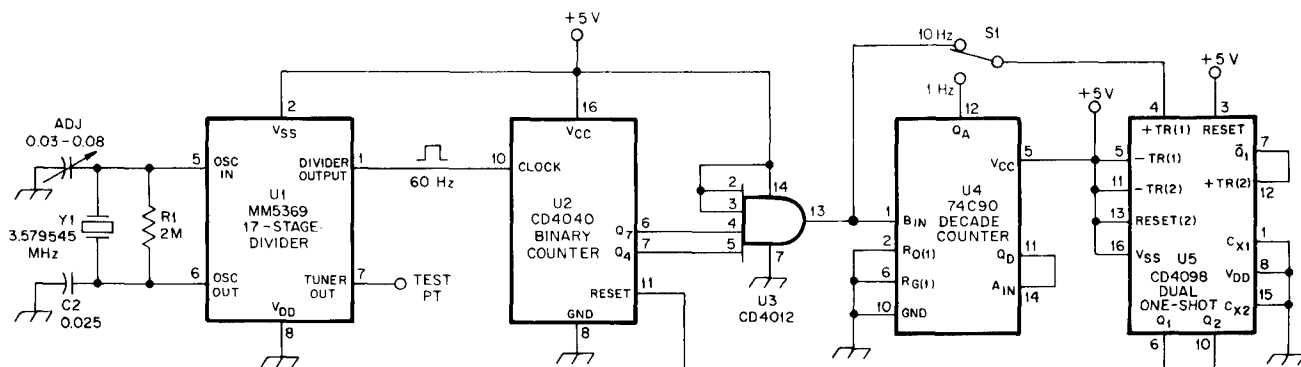 +5V
ADJ
0.03-0.08
Y1
3.579545
MHz
R1
2M
C2
0.025
5
6
2
VSS
OSC
IN
DIVIDER
OUTPUT
U1
MM5369
17-STAGE-
DIVIDER
OSC
OUT
TUNER
OUT
VDD
8
1
60 Hz
7
TEST
PT
16
VCC
10
CLOCK
U2
CD4040
BINARY
COUNTER
Q7
Q4
RESET
GND
8
6
7
11
2
3
4
5
14
7
13
U3
CD4012
10 Hz
S1
1 Hz
12
QA
VCC
5
U4
74C90
DECADE
COUNTER
1
BIN
2
RO(1)
6
RG(1)
10
GND
QD
11
AIN
14
+5V
+5V
4
3
+TR(1)
RESET
5
-TR(1)
11
-TR(2)
13
RESET(2)
16
VSS
Q̄1
7
+TR(2)
12
CX1
1
U5
CD4098
DUAL
ONE-SHOT
VDD
8
CX2
15
Q1
Q2
6
10